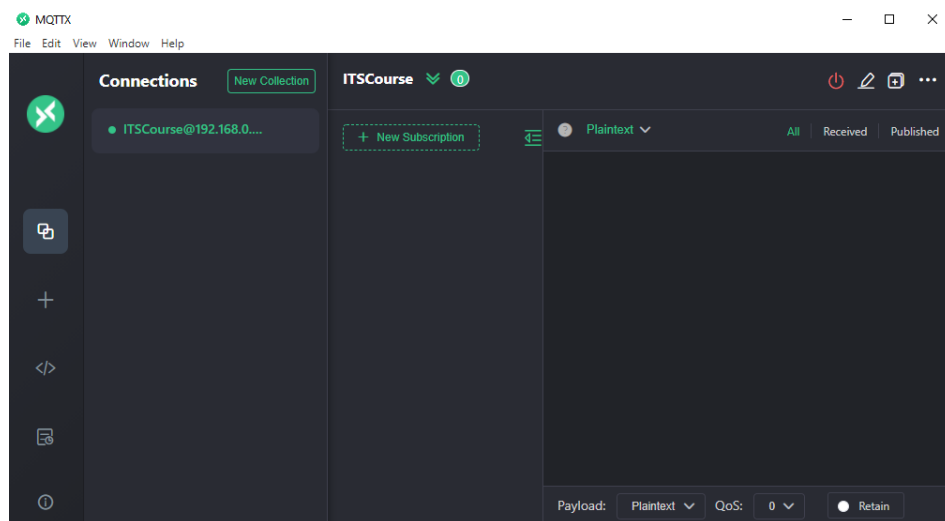 MQTTX
File Edit View Window Help
Connections
New Collection
ITSCourse@192.168.0....
ITSCourse 0
+ New Subscription
? Plaintext
All Received Published
</>
Payload: Plaintext QoS: 0 Retain